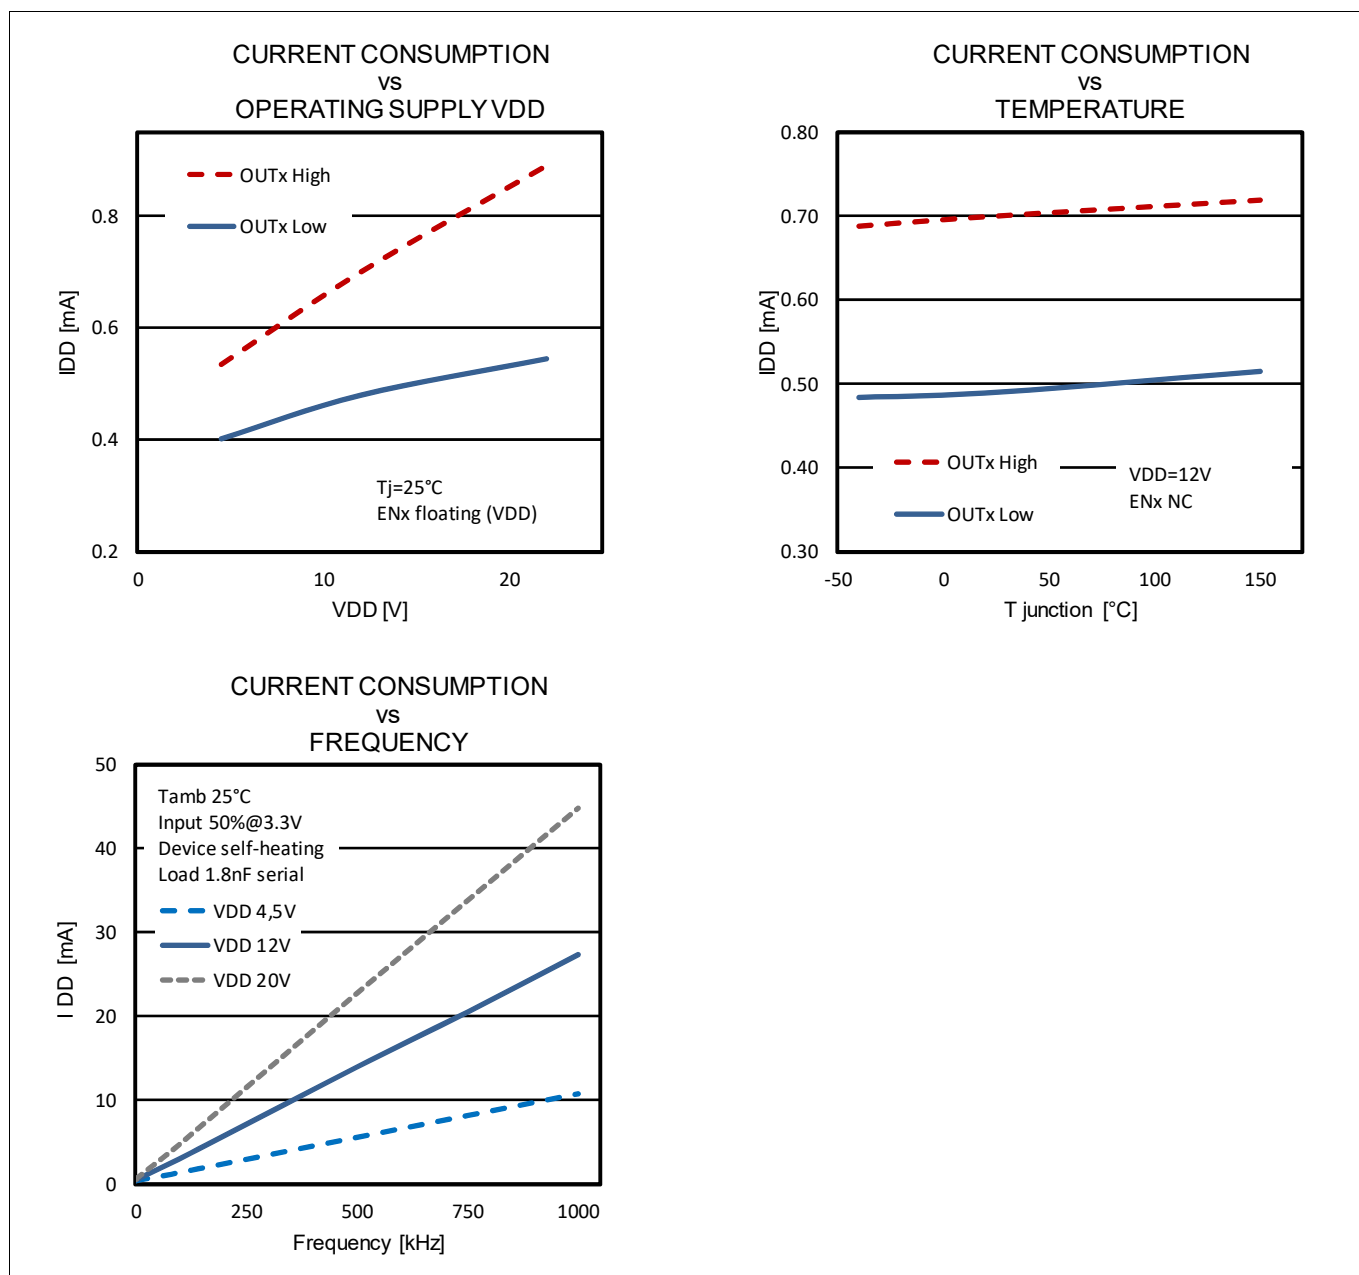 CURRENT CONSUMPTION
vs
OPERATING SUPPLY VDD
OUTx High
OUTx Low
0.8
0.6
0.4
0.2
IDD [mA]
Tj=25°C
ENx floating (VDD)
0 10 20
VDD [V]
CURRENT CONSUMPTION
vs
TEMPERATURE
0.80
0.70
0.60
0.50
0.40
0.30
IDD [mA]
OUTx High
OUTx Low
VDD=12V
ENx NC
-50 0 50 100 150
T junction [°C]
CURRENT CONSUMPTION
vs
FREQUENCY
50
40
30
20
10
0
I DD [mA]
Tamb 25°C
Input 50%@3.3V
Device self-heating
Load 1.8nF serial
VDD 4,5V
VDD 12V
VDD 20V
0 250 500 750 1000
Frequency [kHz]